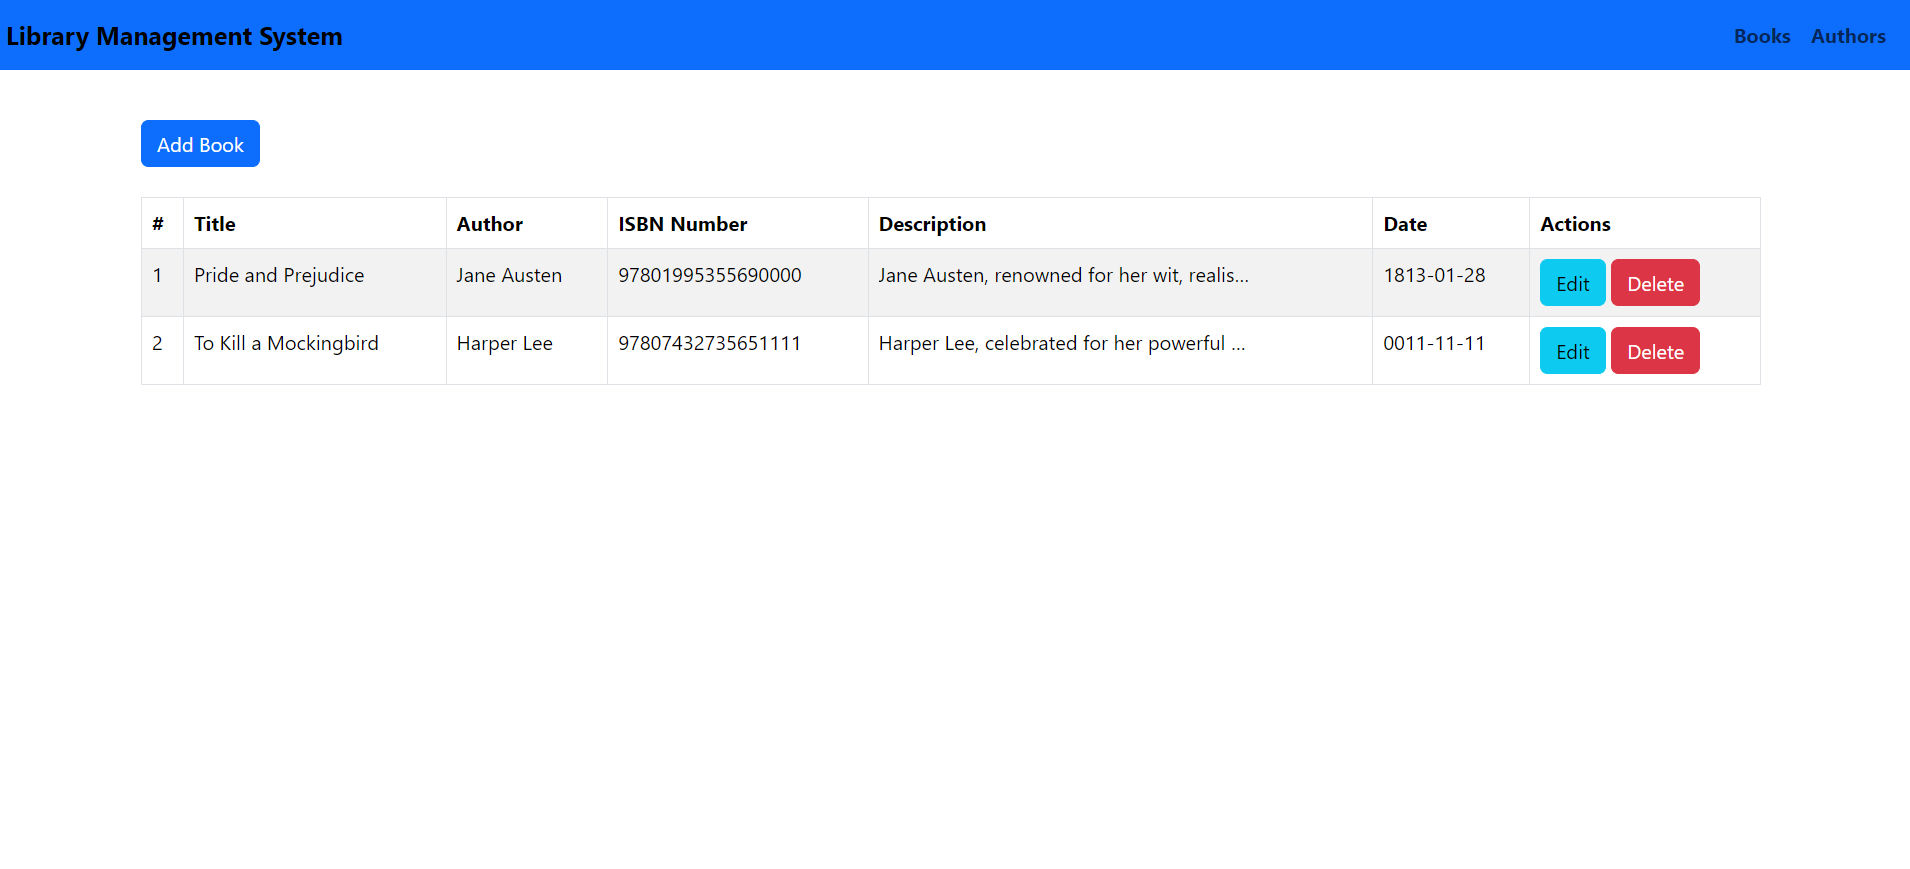 Library Management System Books Authors
Add Book
# Title Author ISBN Number Description Date Actions
1 Pride and Prejudice Jane Austen 97801995355690000 Jane Austen, renowned for her wit, realis... 1813-01-28 Edit Delete
2 To Kill a Mockingbird Harper Lee 97807432735651111 Harper Lee, celebrated for her powerful ... 0011-11-11 Edit Delete